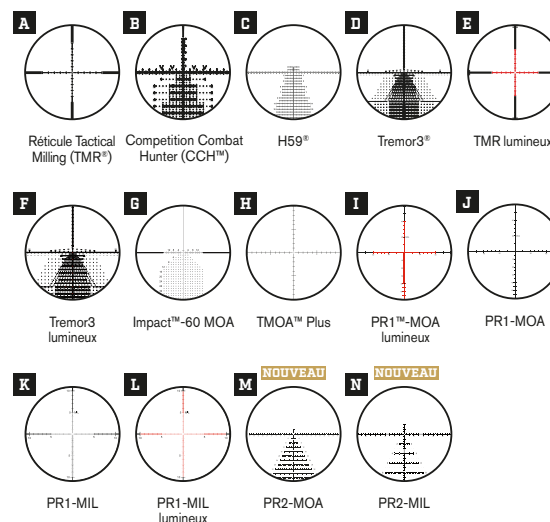 A
B
C
D
E
Réticule Tactical
Milling (TMR®)
Competition Combat
Hunter (CCH™)
H59®
Tremor3®
TMR lumineux
F
G
H
I
J
Tremor3
lumineux
Impact™-60 MOA
TMOA™ Plus
PR1™-MOA
lumineux
PR1-MOA
NOUVEAU
NOUVEAU
K
L
M
N
PR1-MIL
PR1-MIL
lumineux
PR2-MOA
PR2-MIL